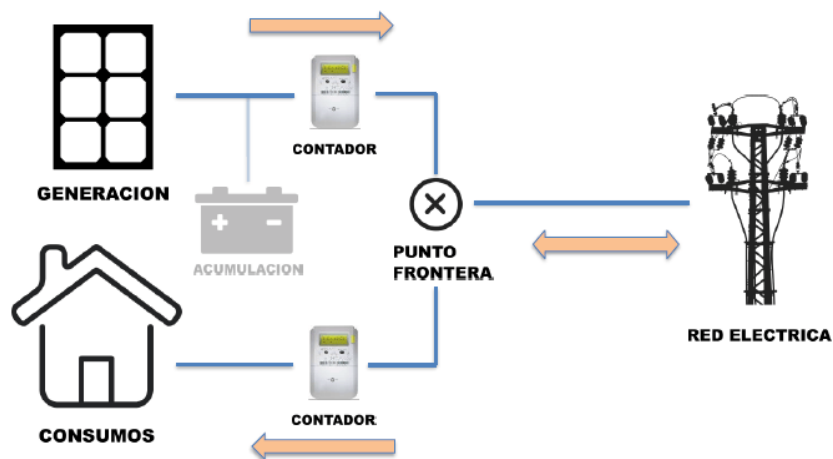 CONTADOR
GENERACION
ACUMULACION
PUNTO
FRONTERA
RED ELECTRICA
CONTADOR
CONSUMOS